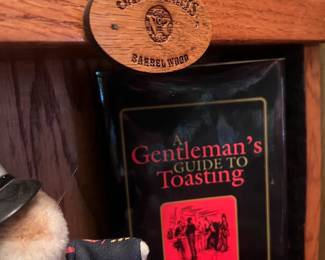 BARREL WOOD
A
Gentleman's
GUIDE TO
Toasting